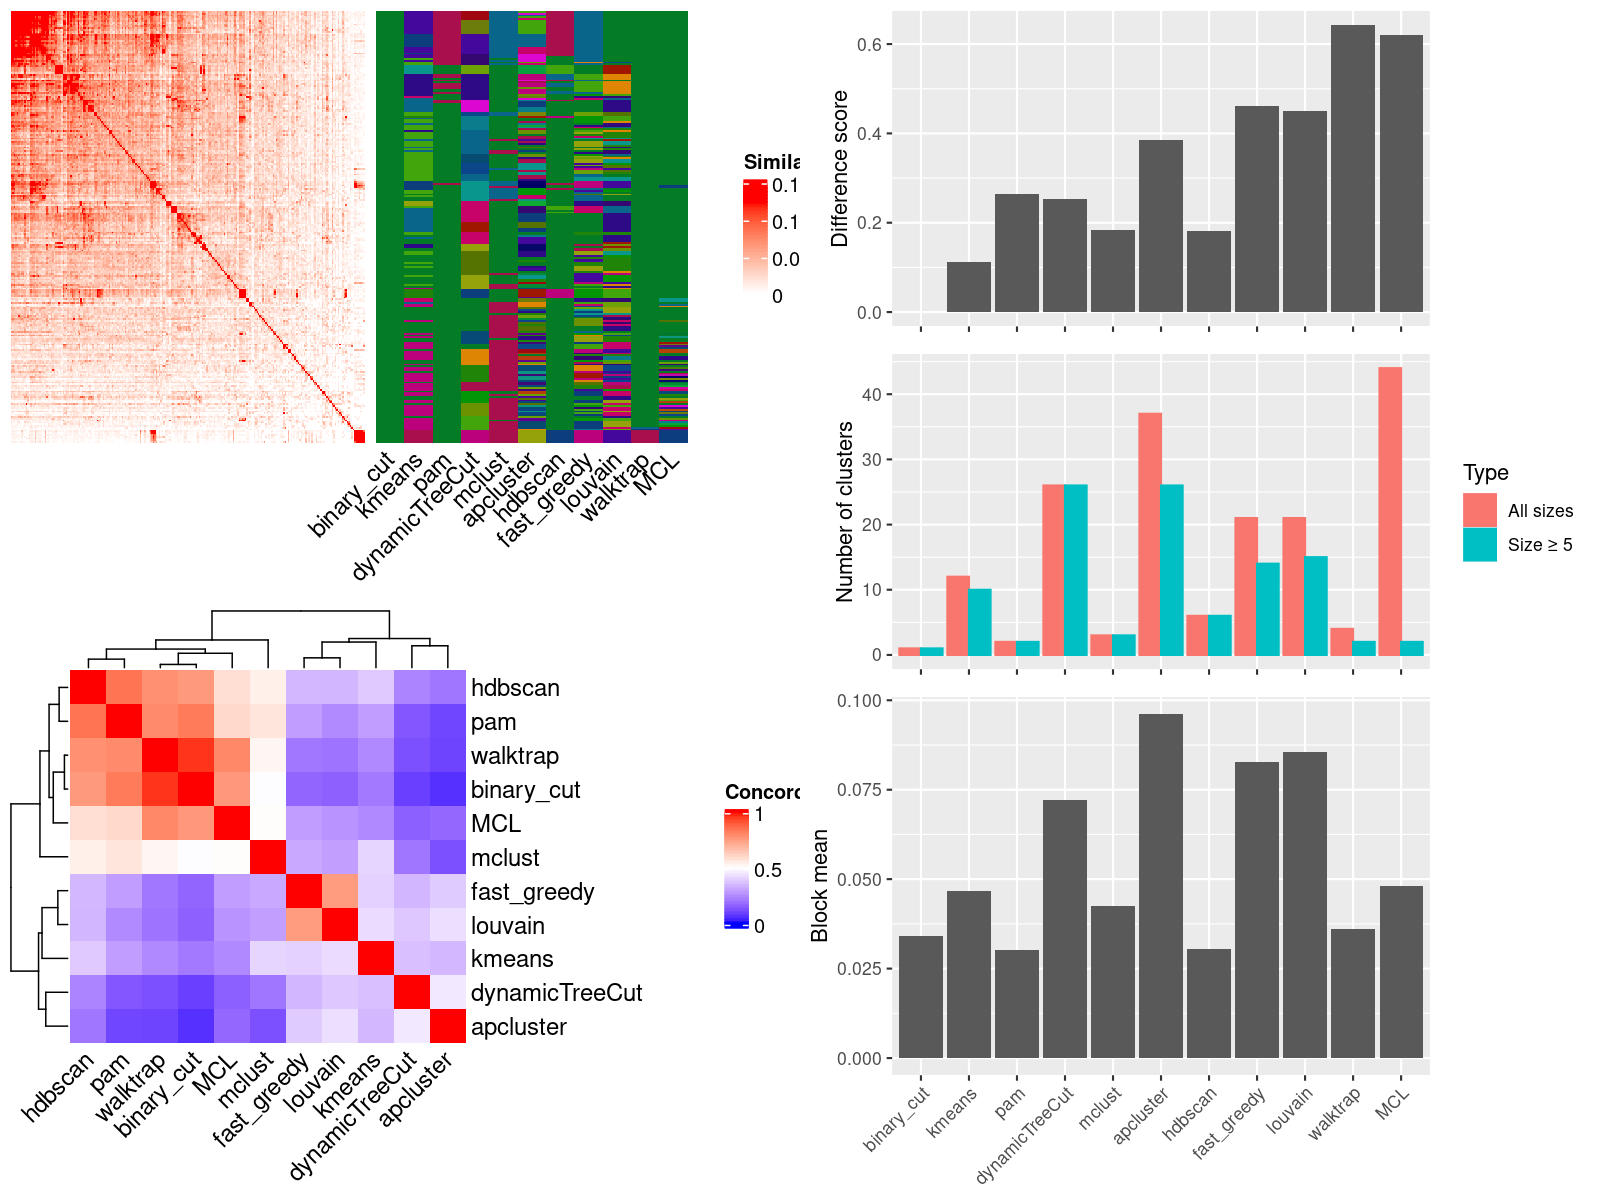 Simila
0.1
0.1
0.0
0
binary_cut
kmeans
pam
dynamicTreeCut
mclust
apcluster
hdbscan
fast_greedy
louvain
walktrap
MCL
hdbscan
pam
walktrap
binary_cut
MCL
mclust
fast_greedy
louvain
kmeans
dynamicTreeCut
apcluster
hdbscan
pam
walktrap
binary_cut
MCL
mclust
fast_greedy
louvain
kmeans
dynamicTreeCut
apcluster
Concord
1
0.5
0
Difference score
0.6
0.4
0.2
0.0
Number of clusters
40
30
20
10
0
Type
All sizes
Size ≥ 5
Block mean
0.100
0.075
0.050
0.025
0.000
binary_cut
kmeans
pam
dynamicTreeCut
mclust
apcluster
hdbscan
fast_greedy
louvain
walktrap
MCL